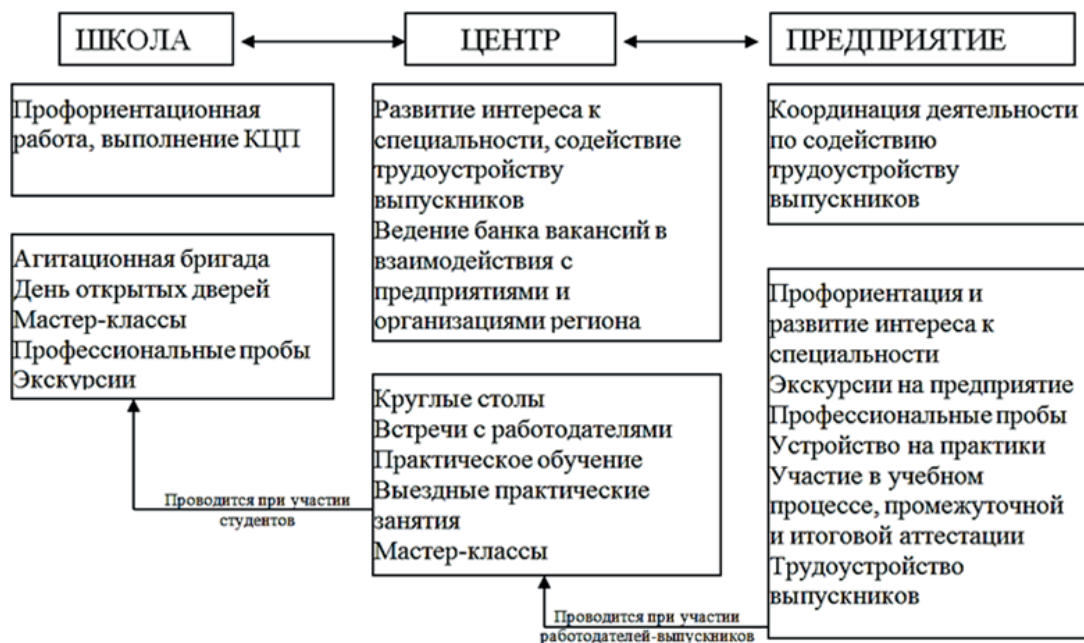 ШКОЛА
ЦЕНТР
ПРЕДПРИЯТИЕ
Профориентационная
работа, выполнение КЦП
Агитационная бригада
День открытых дверей
Мастер-классы
Профессиональные пробы
Экскурсии
Развитие интереса к
специальности, содействие
трудоустройству
выпускников
Ведение банка вакансий в
взаимодействия с
предприятиями и
организациями региона
Круглые столы
Встречи с работодателями
Практическое обучение
Выездные практические
занятия
Мастер-классы
Координация деятельности
по содействию
трудоустройству
выпускников
Профориентация и
развитие интереса к
специальности
Экскурсии на предприятие
Профессиональные пробы
Устройство на практики
Участие в учебном
процессе, промежуточной
и итоговой аттестации
Трудоустройство
выпускников
Проводится при участии
студентов
Проводится при участии
работодателей-выпускников